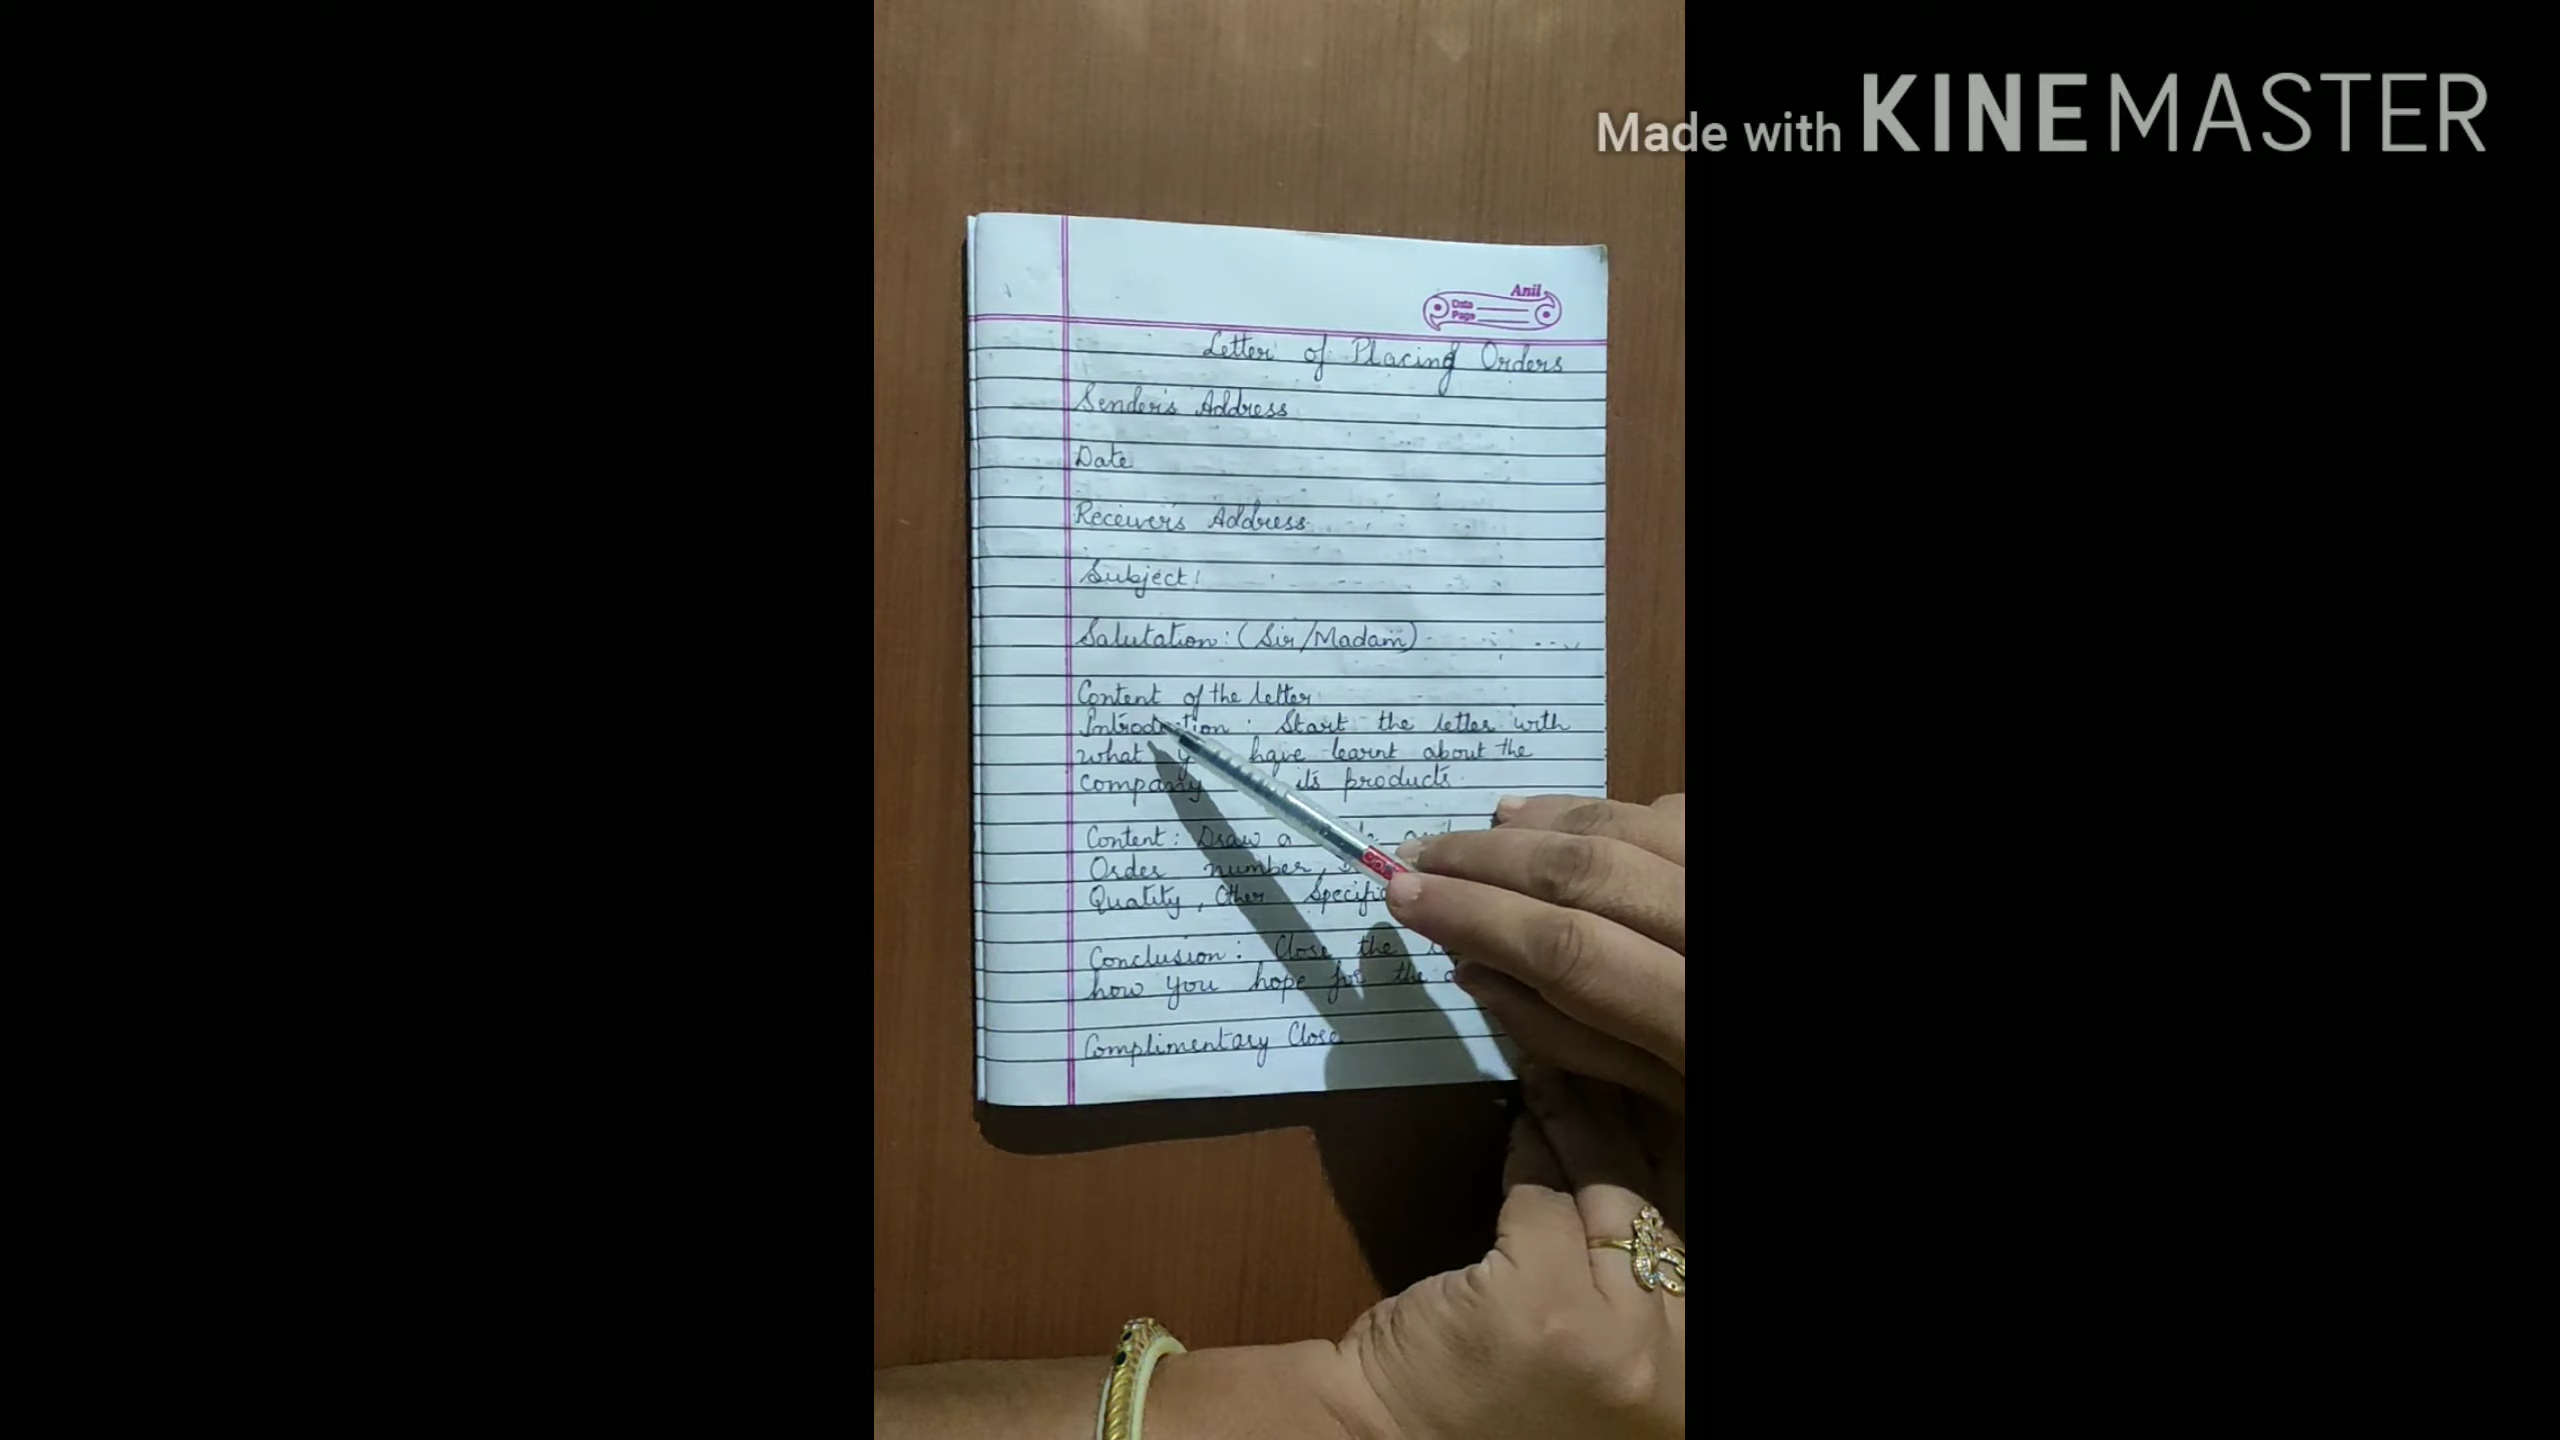 Made with KINEMASTER
Anil
Date
Page
Letter of Placing Orders
Sender's Address
Date
Receiver's Address
Subject:
Salutation: (Sir/Madam)
Content of the letter
Introduction: Start the letter with
what have learnt about the
company its products.
Content: Draw a
Order number,
Quality, Other
Conclusion: Close the
how you hope for the
Complimentary Close